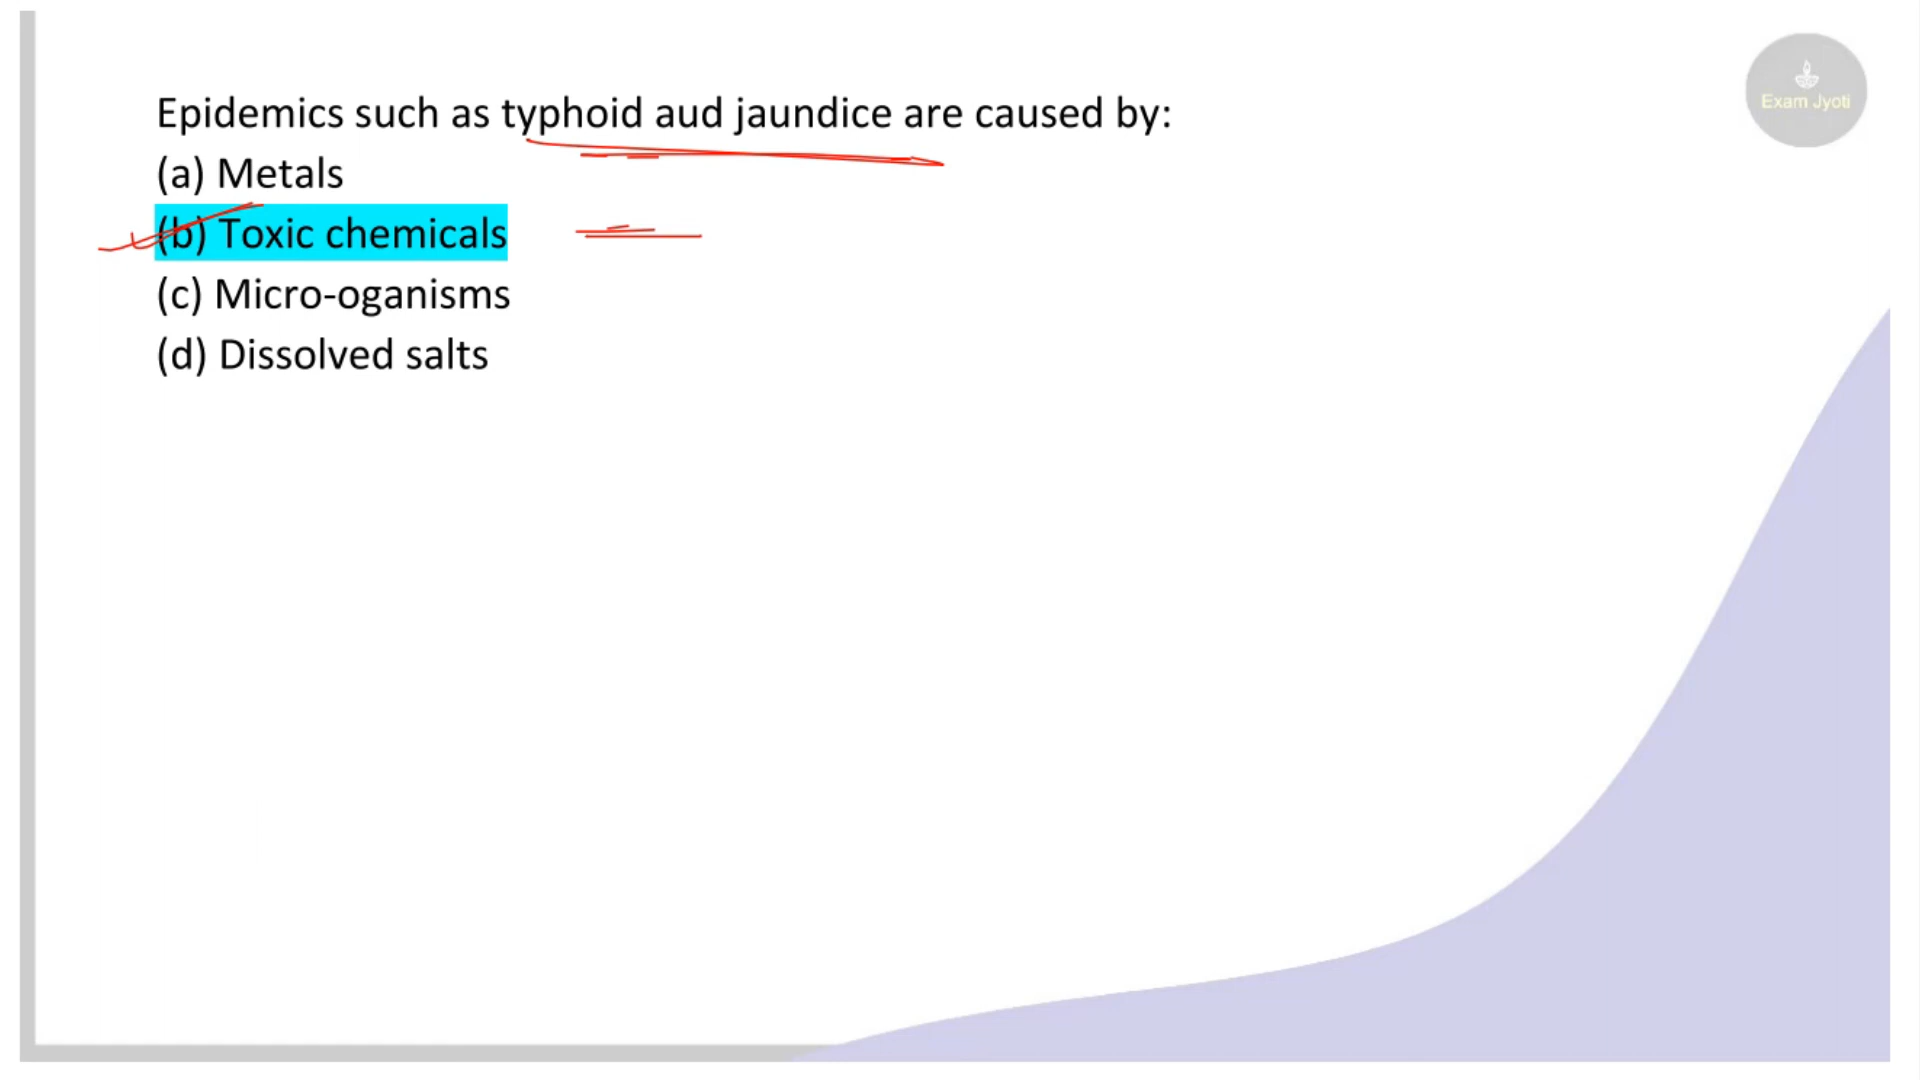 Exam Jyoti
Epidemics such as typhoid aud jaundice are caused by:
(a) Metals
(b) Toxic chemicals
(c) Micro-oganisms
(d) Dissolved salts